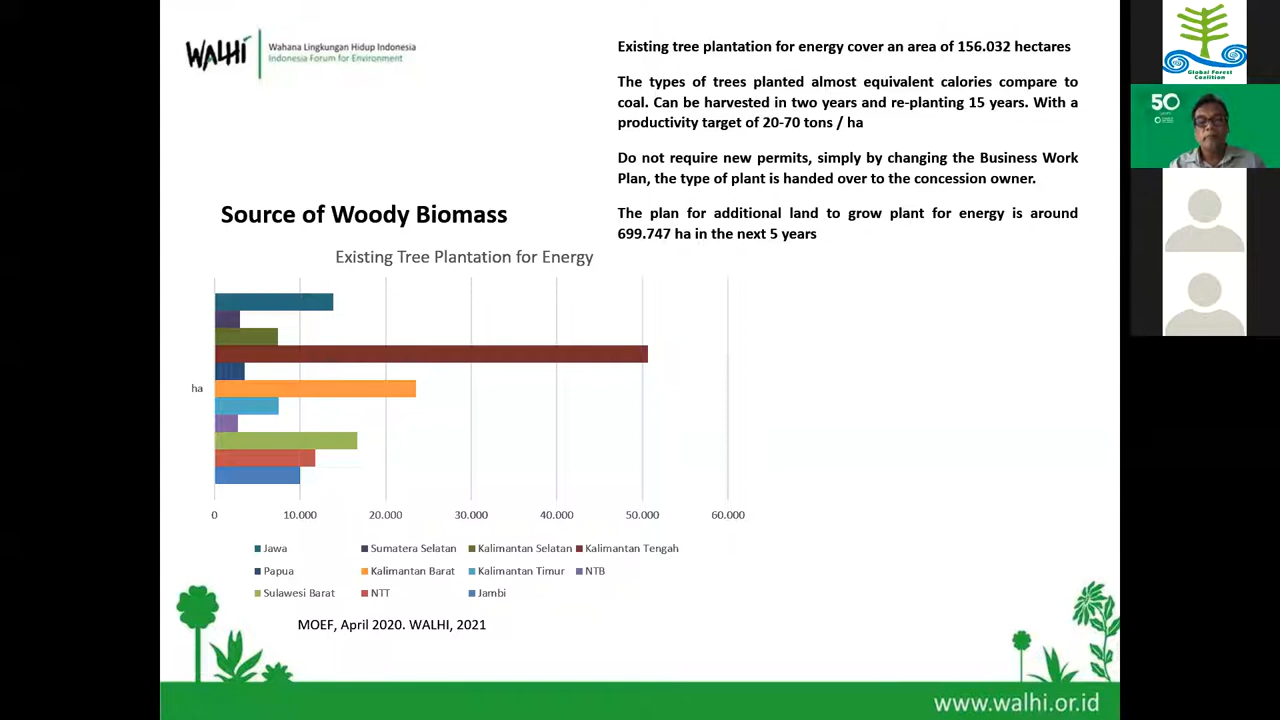 WALHI
Wahana Lingkungan Hidup Indonesia
Indonesia Forum for Environment
Existing tree plantation for energy cover an area of 156.032 hectares
The types of trees planted almost equivalent calories compare to
coal. Can be harvested in two years and re-planting 15 years. With a
productivity target of 20-70 tons / ha
Do not require new permits, simply by changing the Business Work
Plan, the type of plant is handed over to the concession owner.
The plan for additional land to grow plant for energy is around
699.747 ha in the next 5 years
Source of Woody Biomass
Existing Tree Plantation for Energy
ha
0 10.000 20.000 30.000 40.000 50.000 60.000
Jawa Sumatera Selatan Kalimantan Selatan Kalimantan Tengah
Papua Kalimantan Barat Kalimantan Timur NTB
Sulawesi Barat NTT Jambi
MOEF, April 2020. WALHI, 2021
www.walhi.or.id
Global Forest
Coalition
50